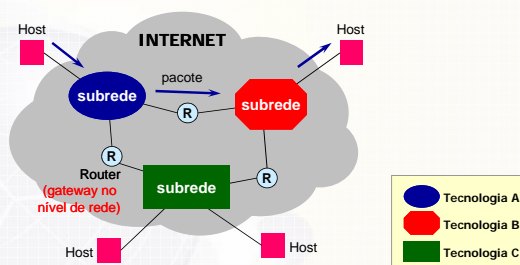 Host
INTERNET
Host
pacote
subrede
subrede
R
R
Router
(gateway no
nível de rede)
subrede
R
Host
Host
Tecnologia A
Tecnologia B
Tecnologia C